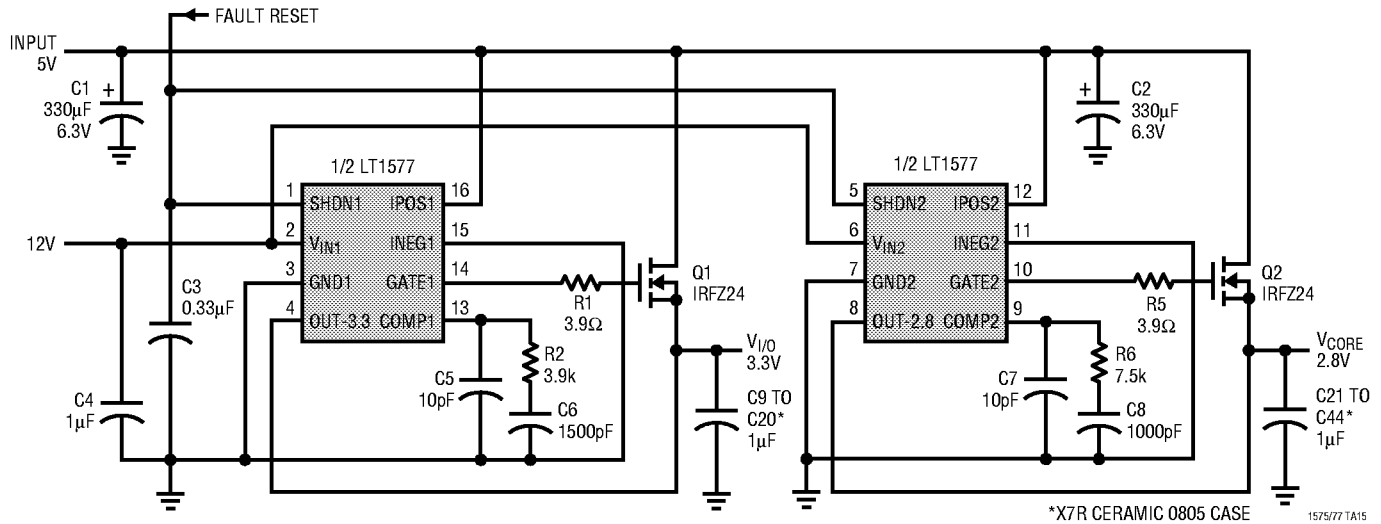 FAULT RESET
INPUT
5V
C1
+
330µF
6.3V
+
C2
330µF
6.3V
1/2 LT1577
1
SHDN1
IPOS1
16
12V
2
VIN1
INEG1
15
3
GND1
GATE1
14
4
OUT-3.3
COMP1
13
C3
0.33µF
C4
1µF
R1
3.9Ω
Q1
IRFZ24
R2
3.9k
C5
10pF
C6
1500pF
VI/O
3.3V
C9 TO
C20*
1µF
1/2 LT1577
5
SHDN2
IPOS2
12
6
VIN2
INEG2
11
7
GND2
GATE2
10
8
OUT-2.8
COMP2
9
R5
3.9Ω
Q2
IRFZ24
R6
7.5k
C7
10pF
C8
1000pF
VCORE
2.8V
C21 TO
C44*
1µF
*X7R CERAMIC 0805 CASE
1575/77 TA15